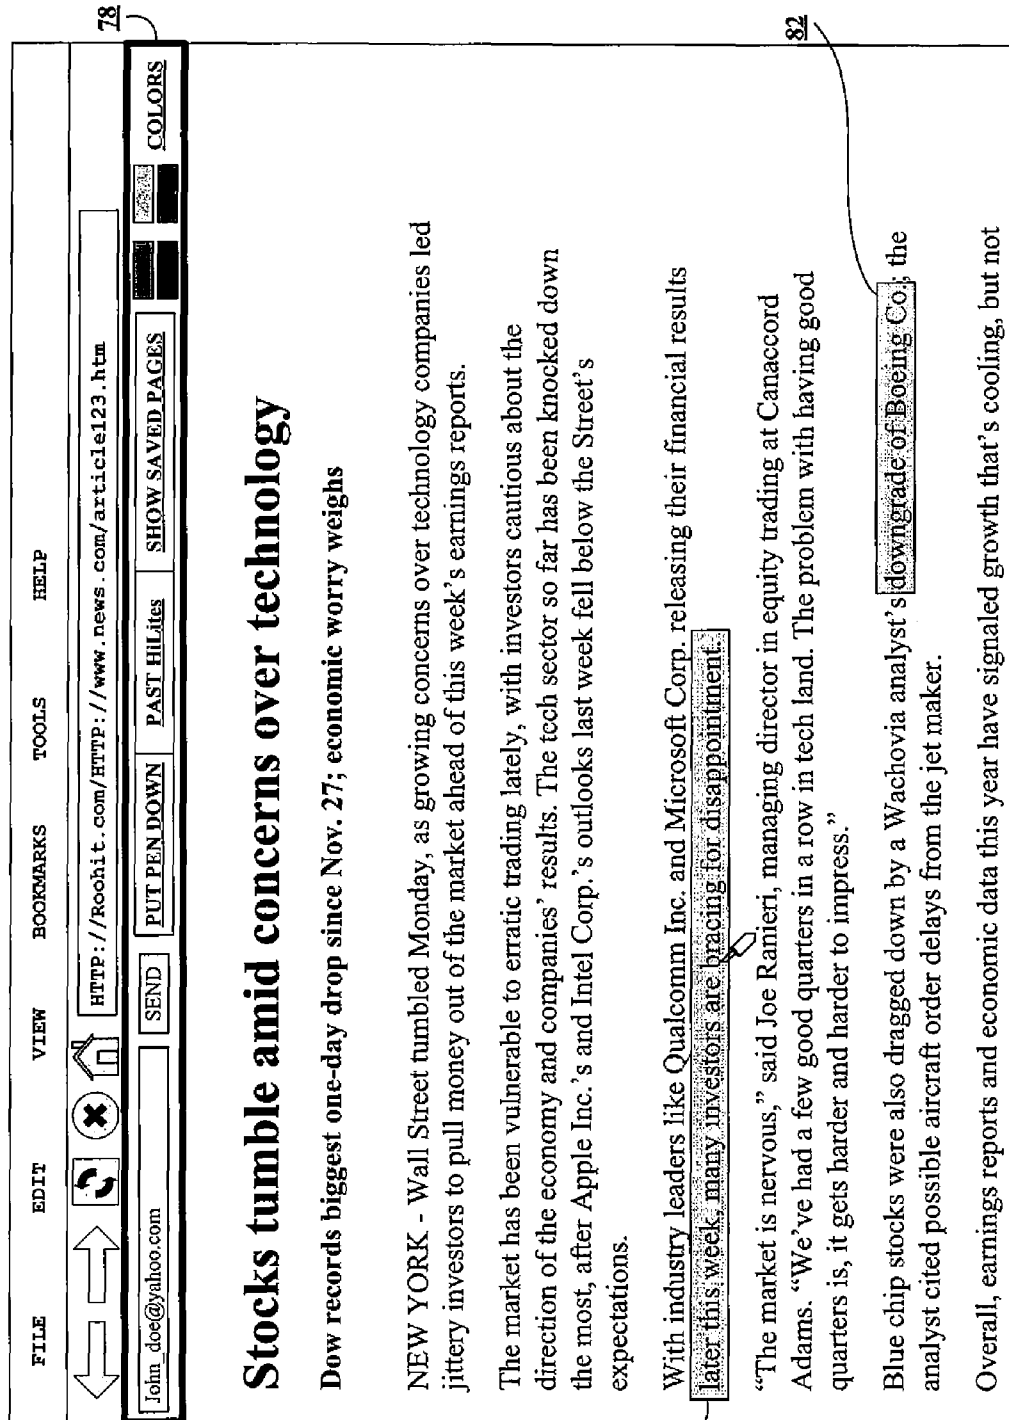 78
FILE EDIT VIEW BOOKMARKS TOOLS HELP
HTTP://Roohit.com/HTTP://www.news.com/article123.htm
John_doe@yahoo.com SEND PUT PEN DOWN PAST HiLites SHOW SAVED PAGES COLORS
Stocks tumble amid concerns over technology
Dow records biggest one-day drop since Nov. 27; economic worry weighs
NEW YORK - Wall Street tumbled Monday, as growing concerns over technology companies led
jittery investors to pull money out of the market ahead of this week's earnings reports.
The market has been vulnerable to erratic trading lately, with investors cautious about the
direction of the economy and companies' results. The tech sector so far has been knocked down
the most, after Apple Inc.'s and Intel Corp.'s outlooks last week fell below the Street's
expectations.
With industry leaders like Qualcomm Inc. and Microsoft Corp. releasing their financial results
later this week, many investors are bracing for disappointment.
“The market is nervous,” said Joe Ranieri, managing director in equity trading at Canaccord
Adams. “We've had a few good quarters in a row in tech land. The problem with having good
quarters is, it gets harder and harder to impress.”
82
Blue chip stocks were also dragged down by a Wachovia analyst's downgrade of Boeing Co.; the
analyst cited possible aircraft order delays from the jet maker.
Overall, earnings reports and economic data this year have signaled growth that's cooling, but not